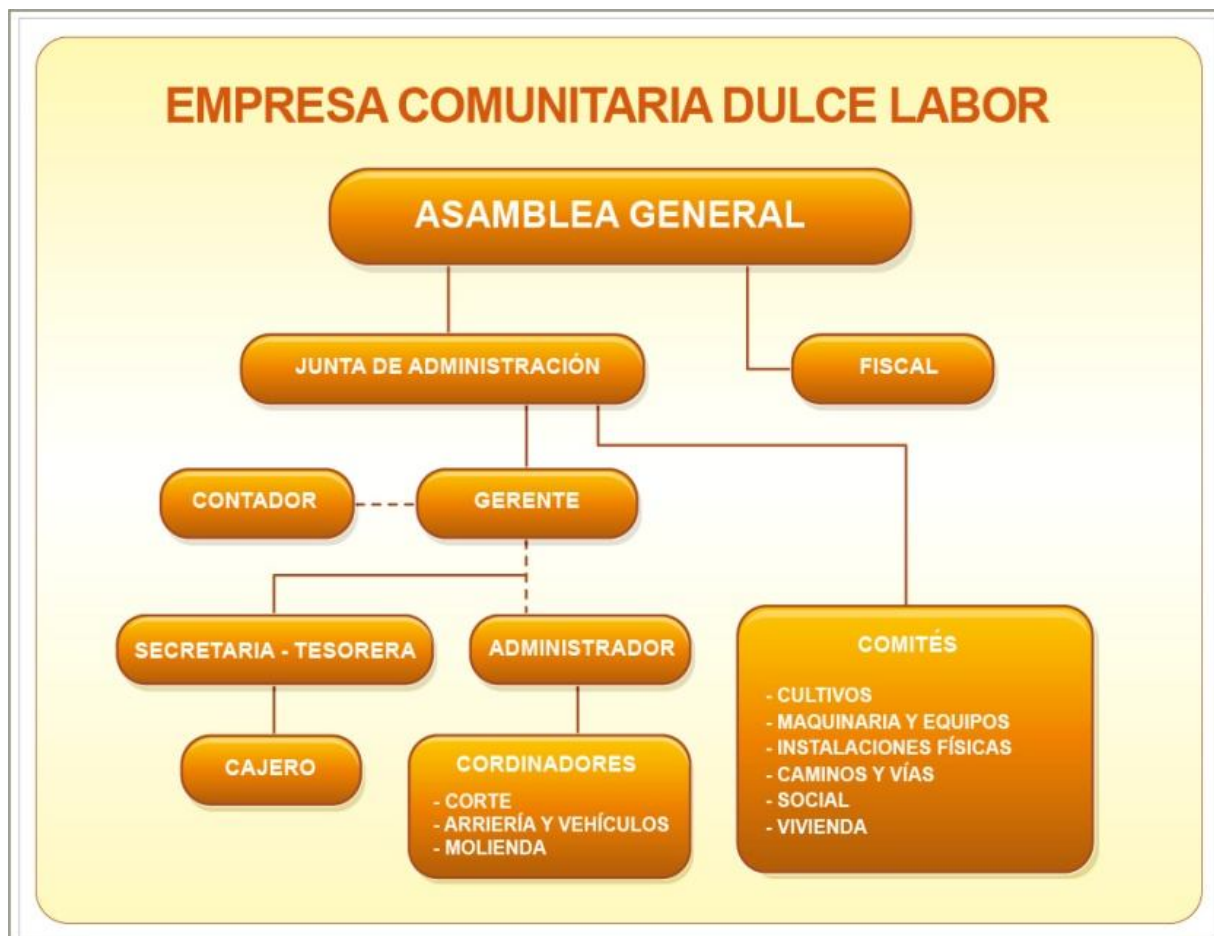 EMPRESA COMUNITARIA DULCE LABOR
ASAMBLEA GENERAL
JUNTA DE ADMINISTRACIÓN
FISCAL
CONTADOR
GERENTE
SECRETARIA - TESORERA
ADMINISTRADOR
CAJERO
CORDINADORES
- CORTE
- ARRIERÍA Y VEHÍCULOS
- MOLIENDA
COMITÉS
- CULTIVOS
- MAQUINARIA Y EQUIPOS
- INSTALACIONES FÍSICAS
- CAMINOS Y VÍAS
- SOCIAL
- VIVIENDA